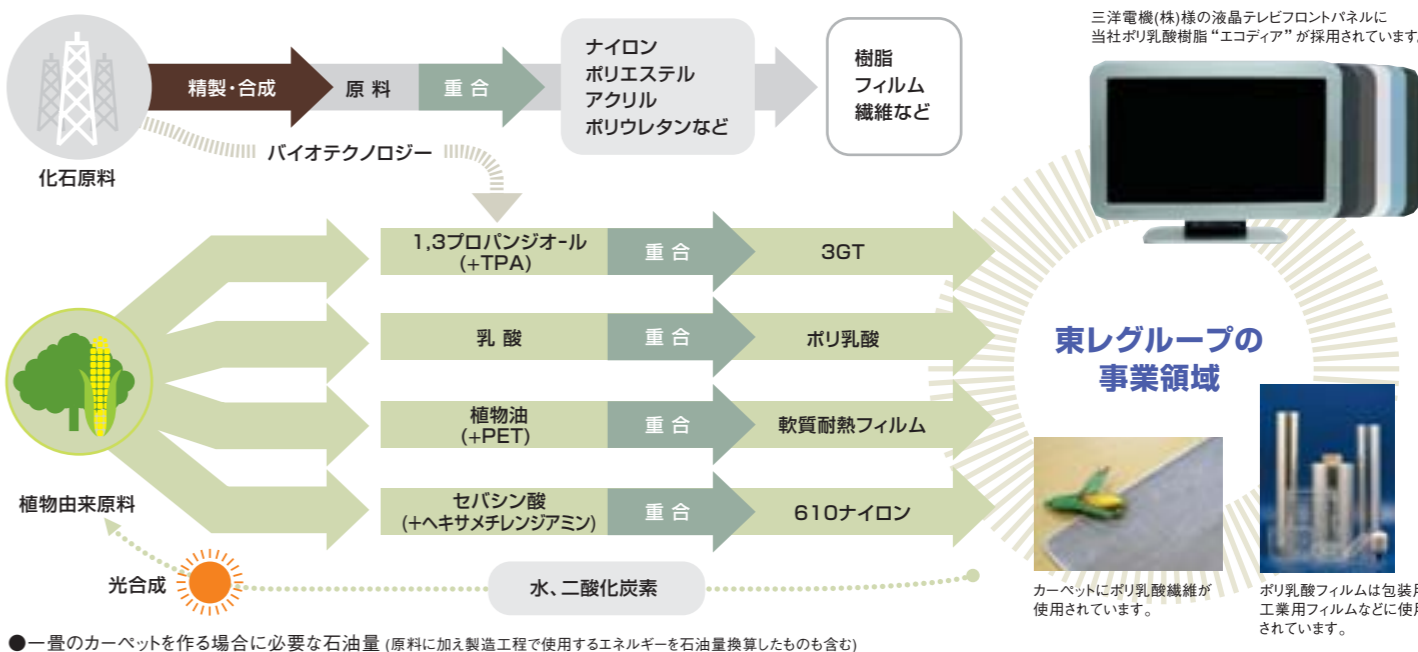 三洋電機(株)様の液晶テレビフロントパネルに
当社ポリ乳酸樹脂“エコディア”が採用されています。
精製・合成
原 料
重 合
ナイロン
ポリエステル
アクリル
ポリウレタンなど
樹脂
フィルム
繊維など
化石原料
バイオテクノロジー
1,3プロパンジオール
(+TPA)
重 合
3GT
乳 酸
重 合
ポリ乳酸
植物油
(+PET)
重 合
軟質耐熱フィルム
セバシン酸
(+ヘキサメチレンジアミン)
重 合
610ナイロン
植物由来原料
光合成
水、二酸化炭素
東レグループの
事業領域
カーペットにポリ乳酸繊維が
使用されています。
ポリ乳酸フィルムは包装用
工業用フィルムなどに使用
されています。
●一畳のカーペットを作る場合に必要な石油量 (原料に加え製造工程で使用するエネルギーを石油量換算したものも含む)